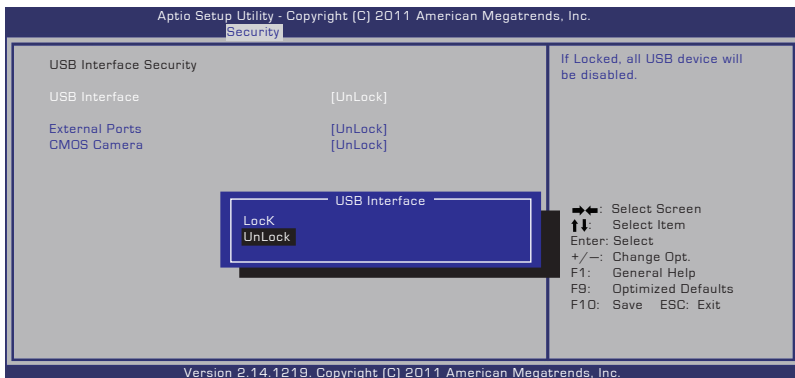 Aptio Setup Utility - Copyright (C) 2011 American Megatrends, Inc.
Security
USB Interface Security
USB Interface [UnLock]
External Ports [UnLock]
CMOS Camera [UnLock]
If Locked, all USB device will
be disabled.
USB Interface
LocK
UnLock
→←: Select Screen
↑↓: Select Item
Enter: Select
+/—: Change Opt.
F1: General Help
F9: Optimized Defaults
F10: Save ESC: Exit
Version 2.14.1219. Copyright (C) 2011 American Megatrends, Inc.